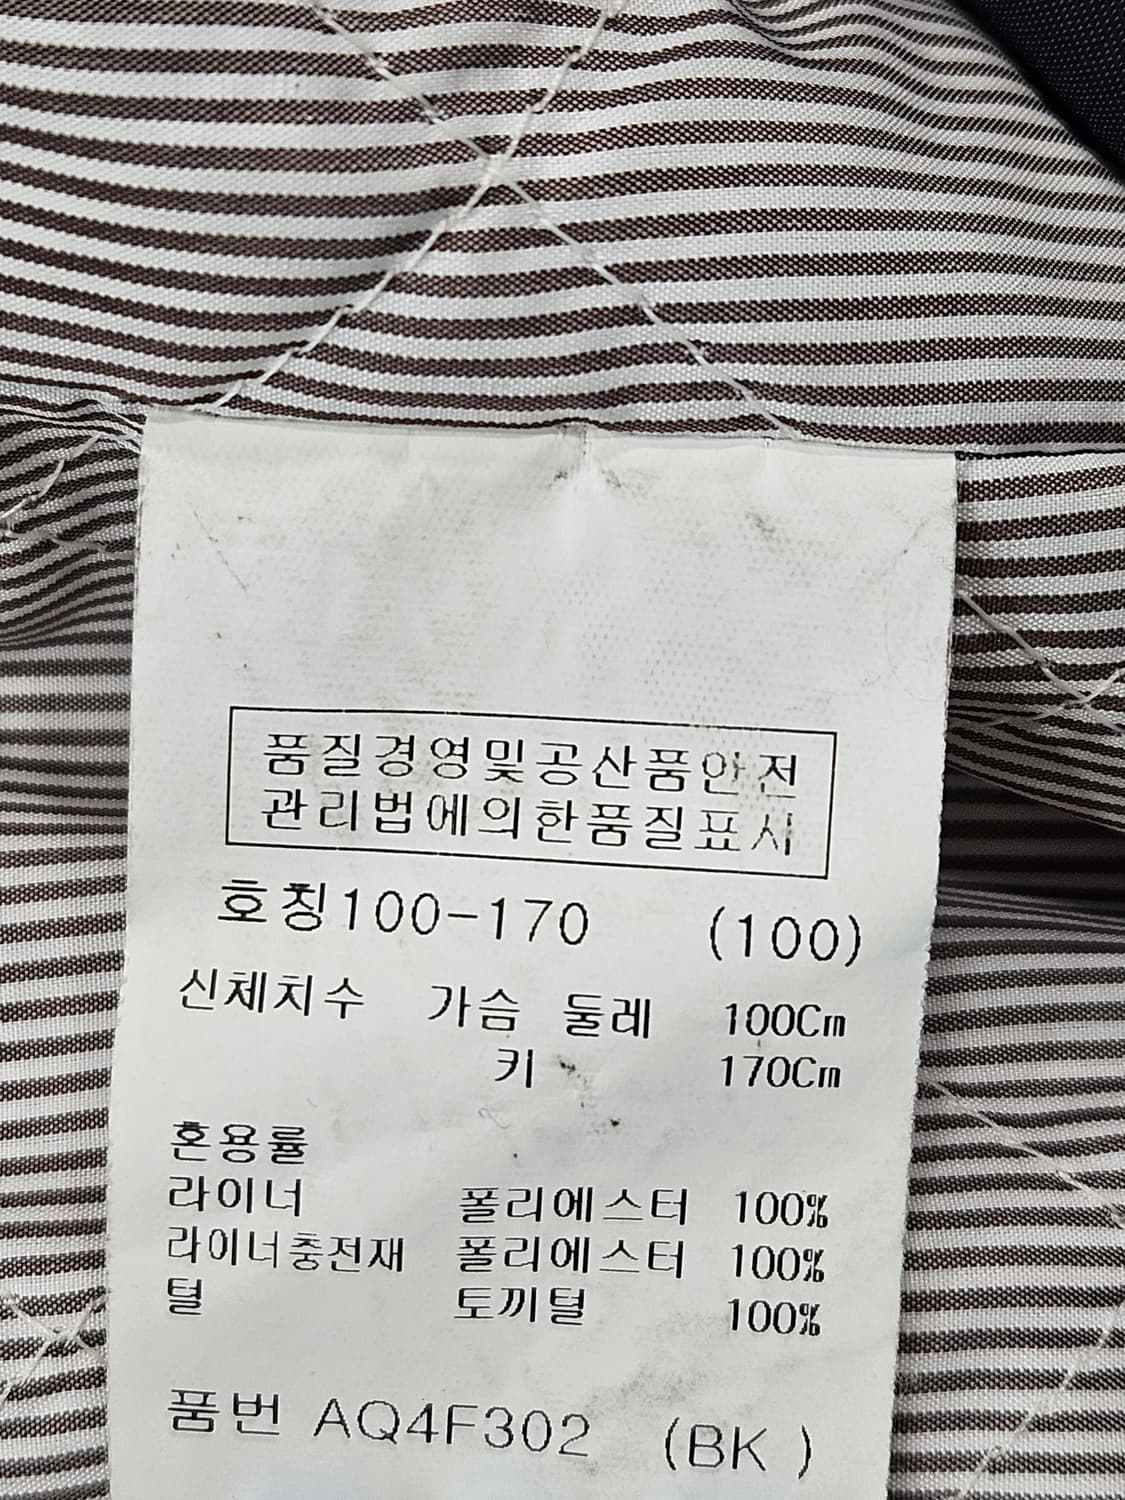 품질경영및공산품안전
관리법에의한품질표시
호칭100-170 (100)
신체치수 가슴 둘레 100Cm
키 170Cm
혼용률
라이너 폴리에스터 100%
라이너충전재 폴리에스터 100%
털 토끼털 100%
품번 AQ4F302 (BK )